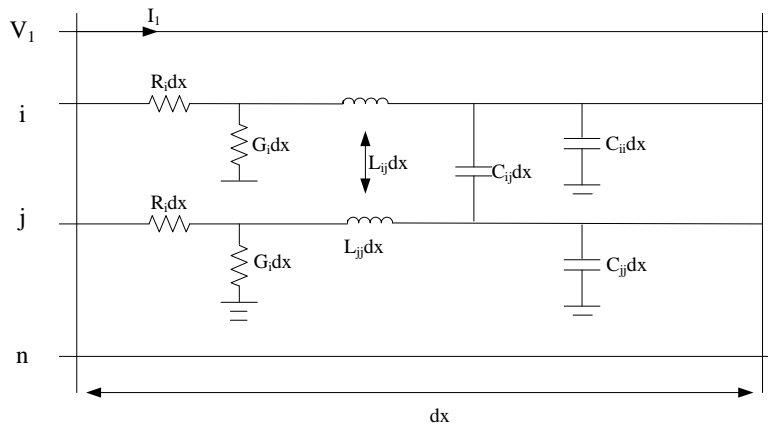 V₁
I₁
Rᵢdx
i
Gᵢdx
Lᵢⱼdx
Cᵢⱼdx
Cᵢᵢdx
Rᵢdx
j
Gᵢdx
Lⱼⱼdx
Cⱼⱼdx
n
dx